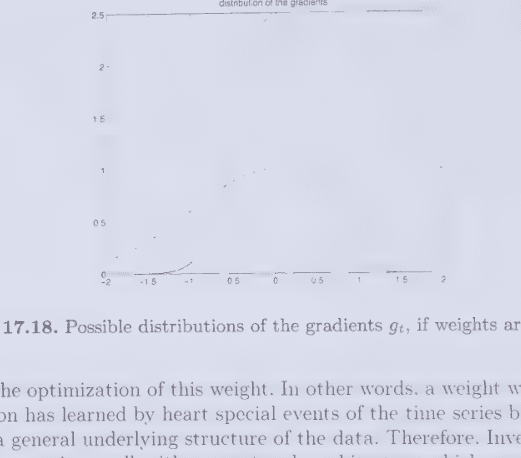 distribution of the gradients
2.5
2
1.5
1
0.5
0
-2 -1.5 -1 0.5 0 0.5 1 1.5 2
17.18. Possible distributions of the gradients gt, if weights ar
he optimization of this weight. In other words, a weight w
on has learned by heart special events of the time series b
a general underlying structure of the data. Therefore. Inve